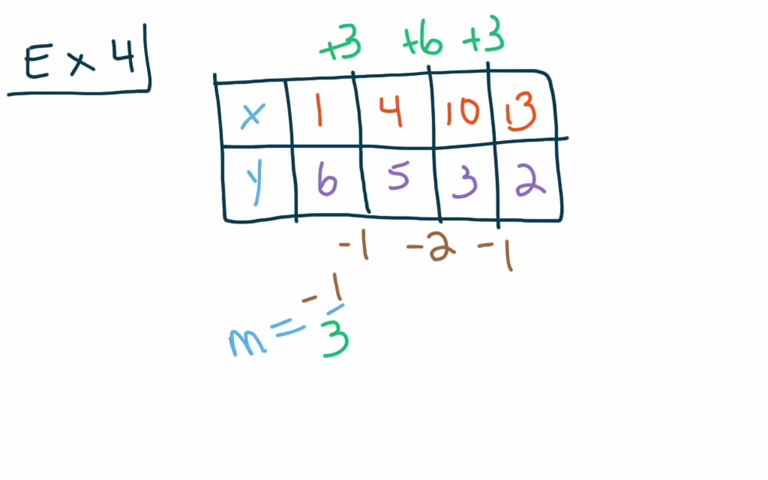 Ex 4
+3 +6 +3
x 1 4 10 13
y 6 5 3 2
-1 -2 -1
m = -1/3